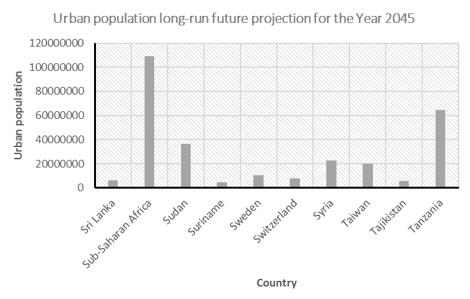 Urban population long-run future projection for the Year 2045
Urban population
120000000
100000000
80000000
60000000
40000000
20000000
0
Sri Lanka
Sub-Saharan Africa
Sudan
Suriname
Sweden
Switzerland
Syria
Taiwan
Tajikistan
Tanzania
Country